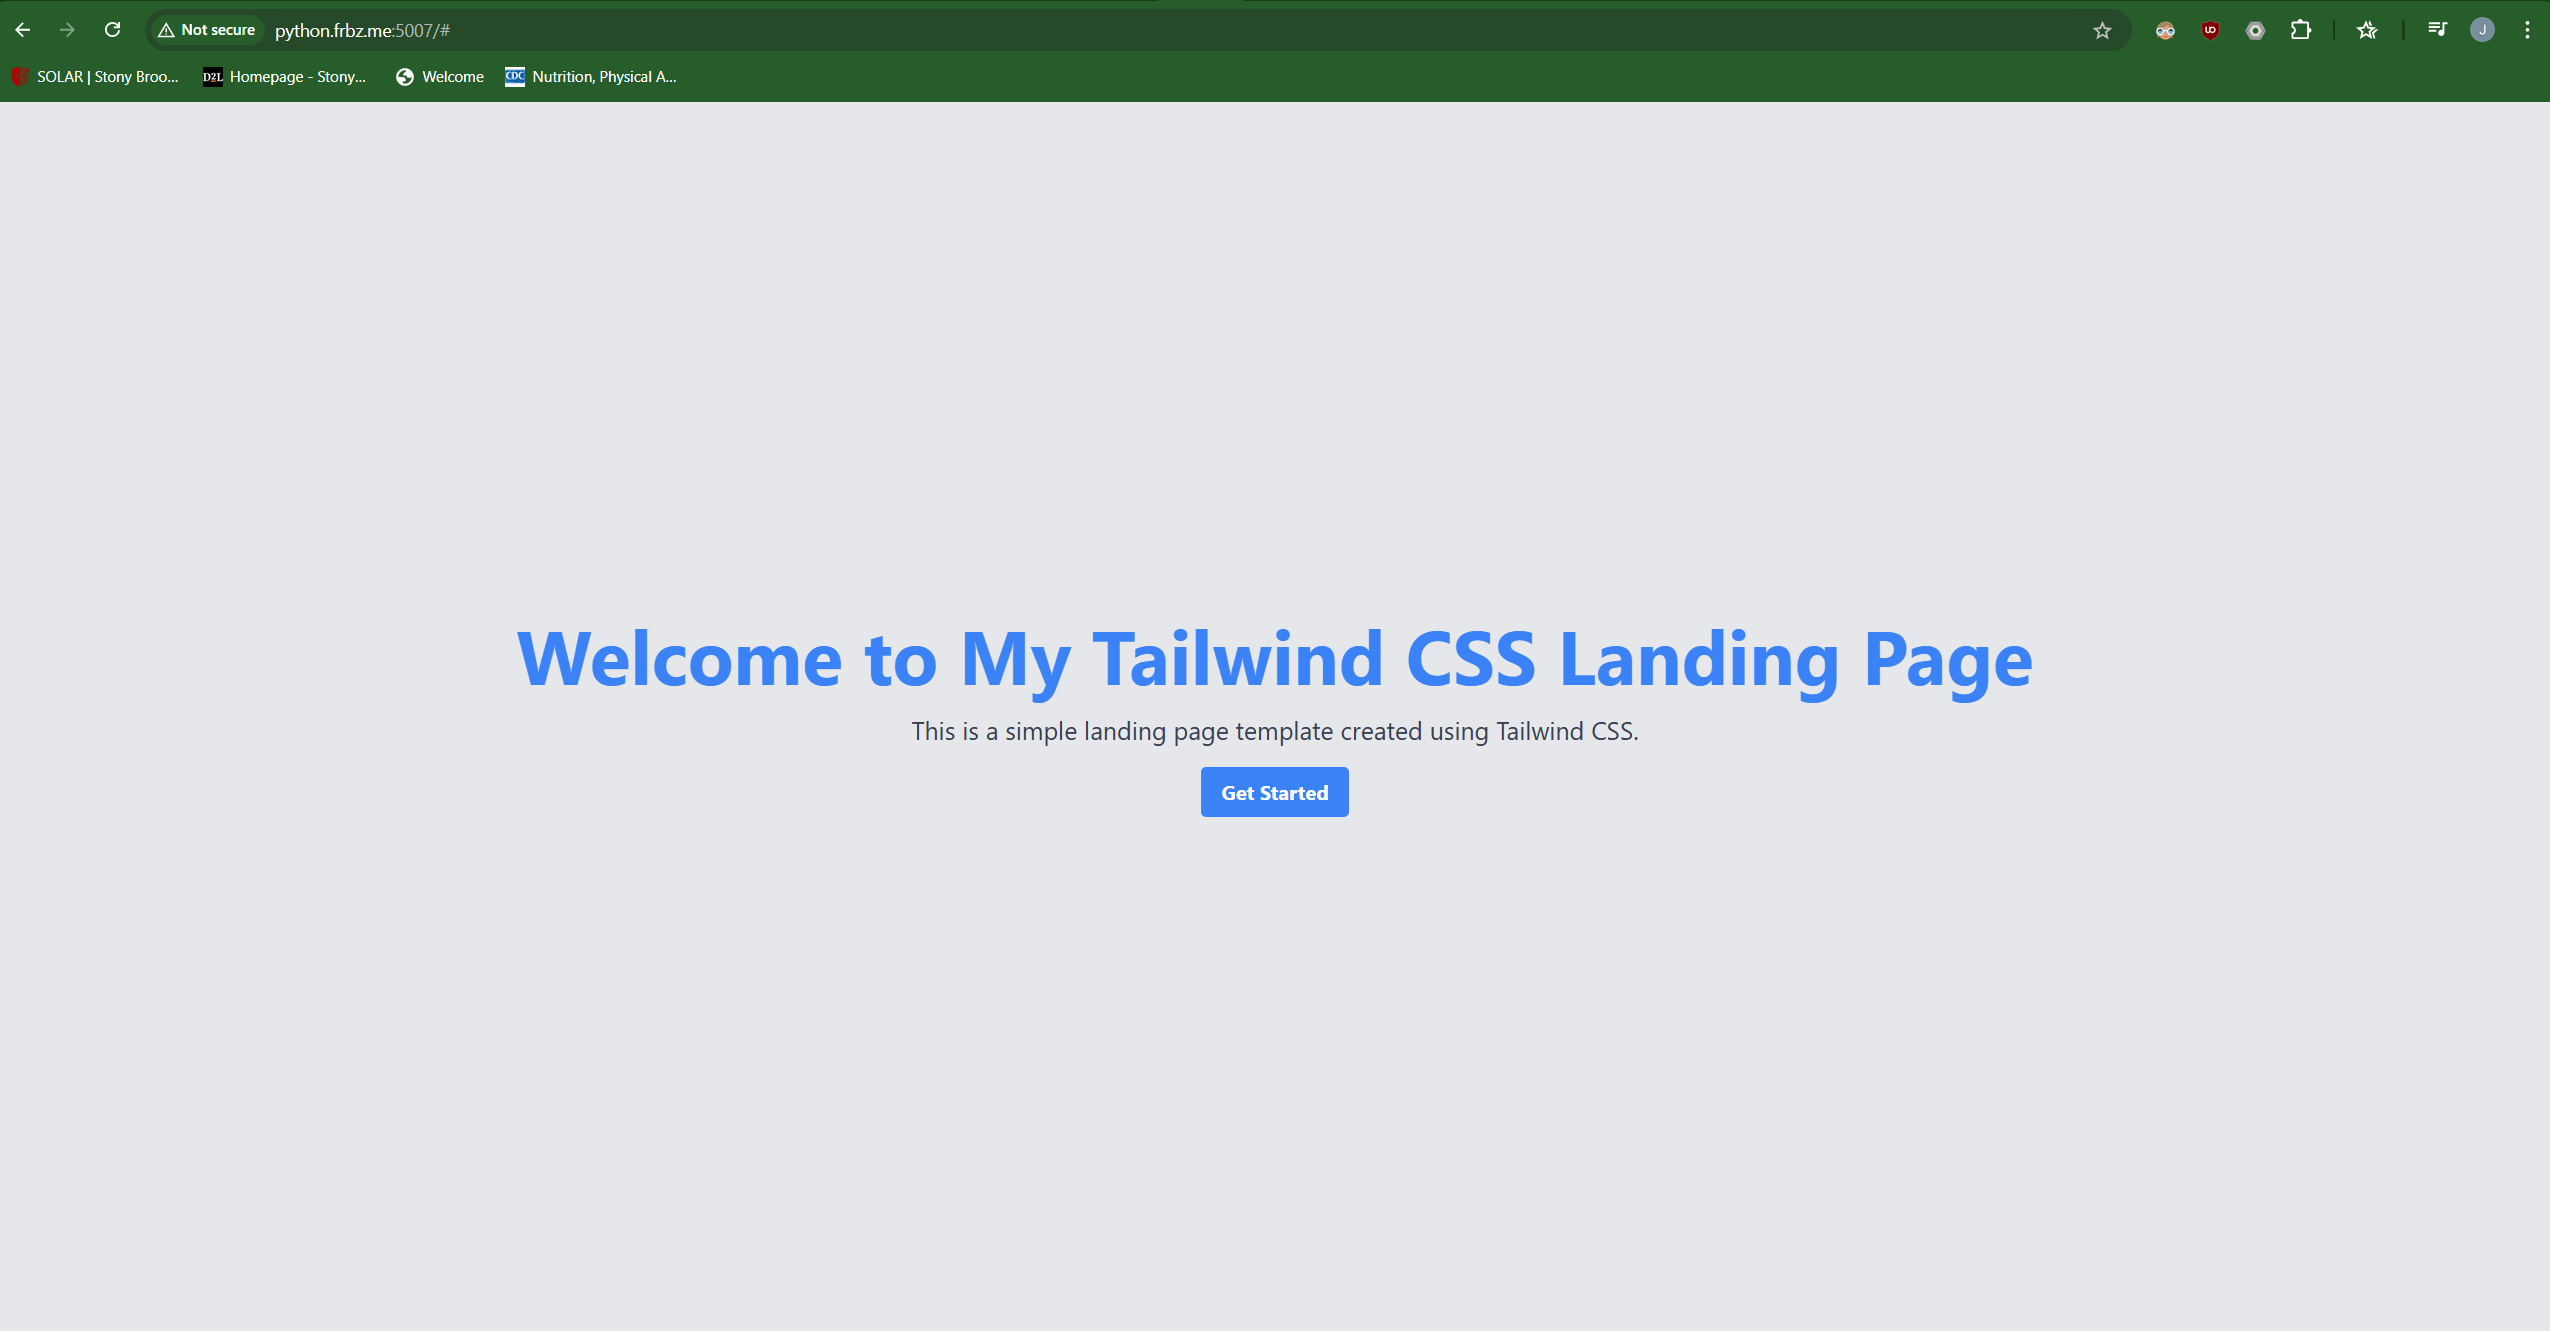 Not secure python.frbz.me:5007/# J
SOLAR | Stony Broo... D2L Homepage - Stony... Welcome CDC Nutrition, Physical A...
Welcome to My Tailwind CSS Landing Page
This is a simple landing page template created using Tailwind CSS.
Get Started